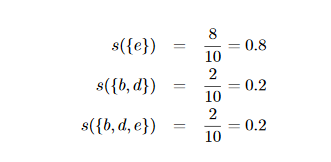 s({e}) = 8/10 = 0.8
s({b, d}) = 2/10 = 0.2
s({b, d, e}) = 2/10 = 0.2